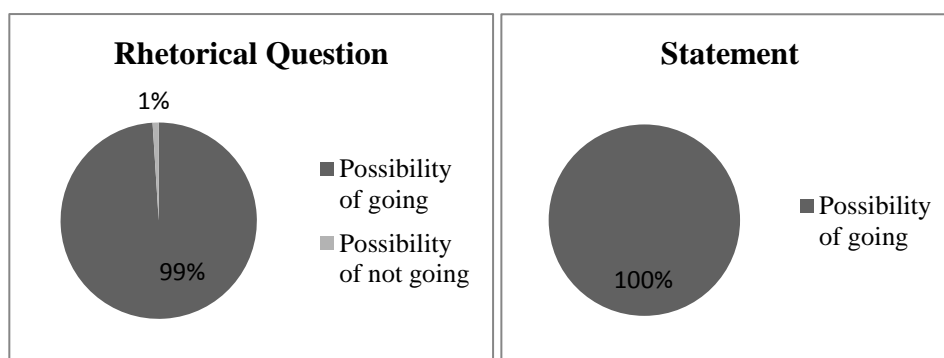 Rhetorical Question
1%
99%
Possibility
of going
Possibility
of not going
Statement
100%
Possibility
of going